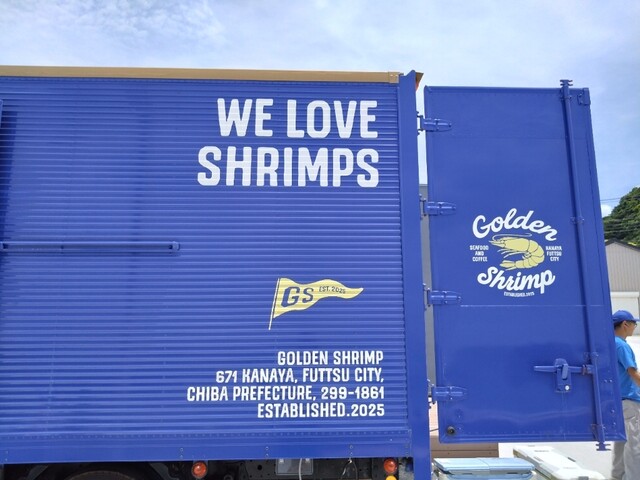 WE LOVE
SHRIMPS
GS EST. 2025
GOLDEN SHRIMP
671 KANAYA, FUTTSU CITY,
CHIBA PREFECTURE, 299-1861
ESTABLISHED.2025
Golden
SEAFOOD
AND
COFFEE
KANAYA
FUTTSU
CITY
Shrimp
ESTABLISHED.2025